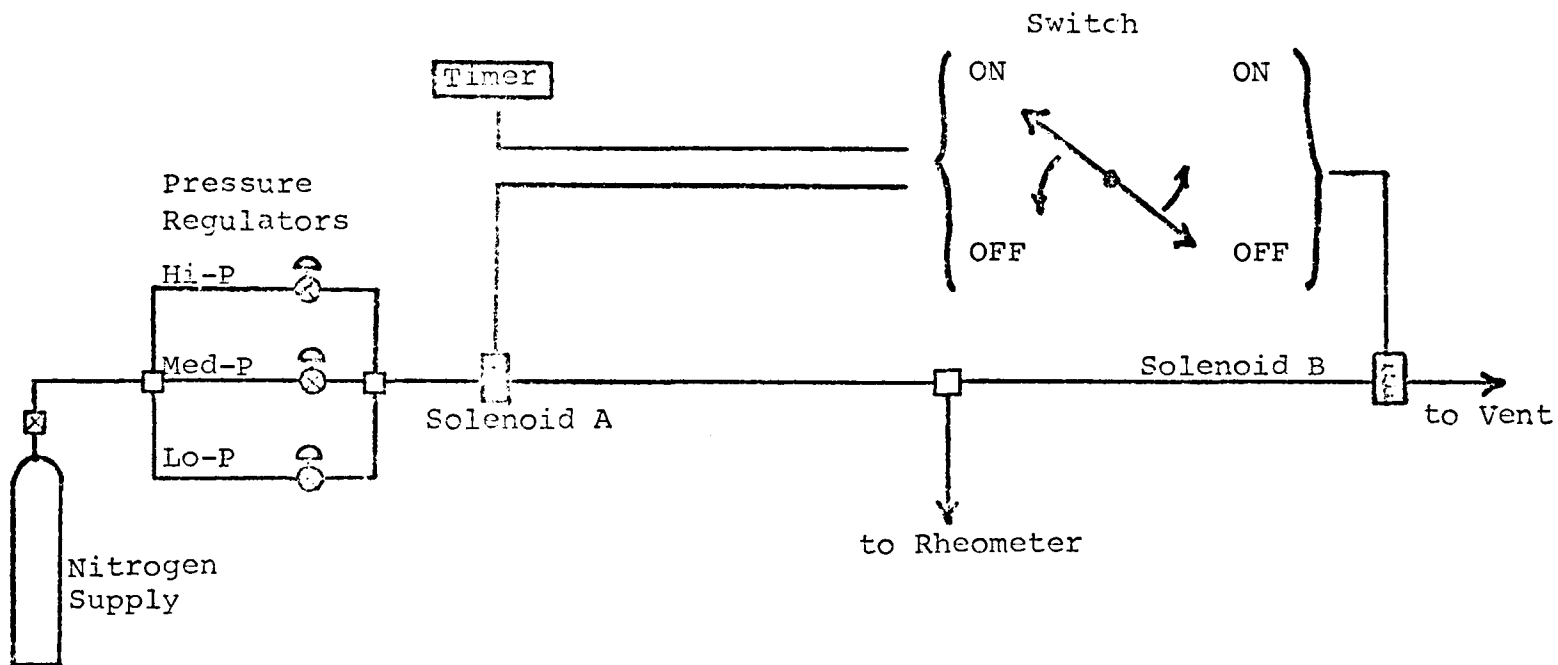 Switch
Timer
ON
ON
Pressure
Regulators
Hi-P
OFF
OFF
Med-P
Solenoid B
Solenoid A
to Vent
Lo-P
to Rheometer
Nitrogen
Supply